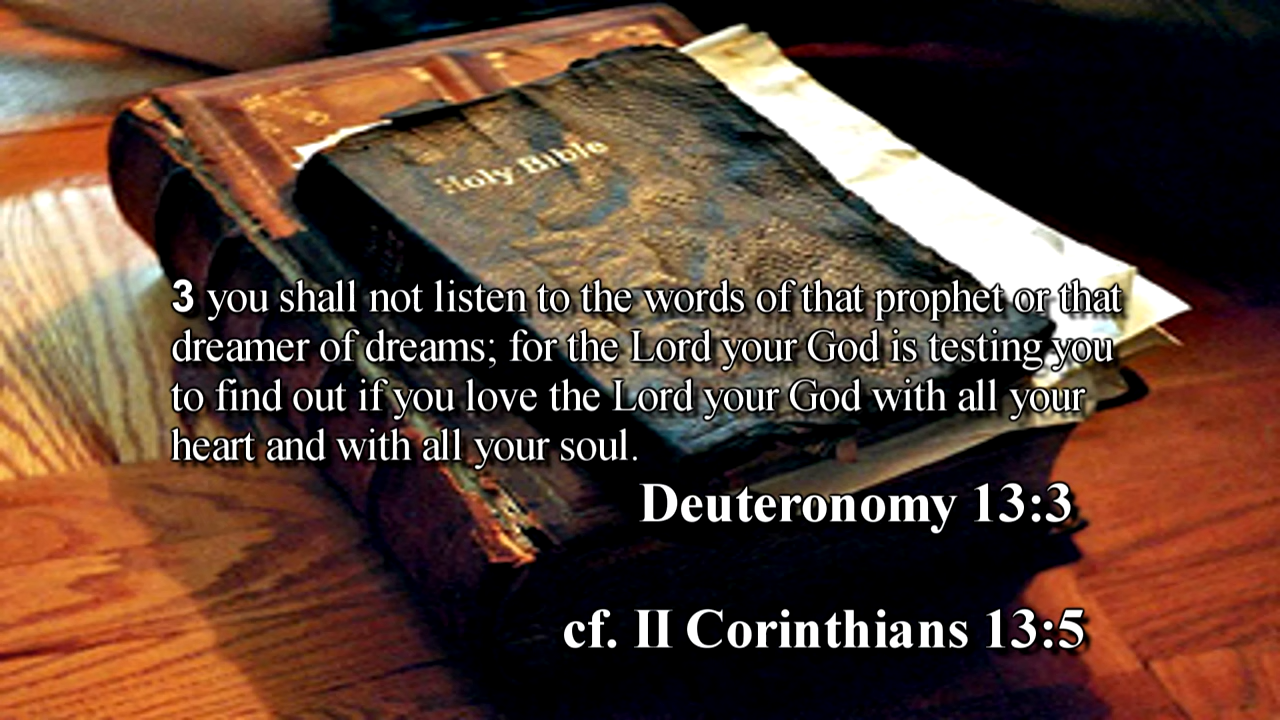 Holy Bible
3 you shall not listen to the words of that prophet or that
dreamer of dreams; for the Lord your God is testing you
to find out if you love the Lord your God with all your
heart and with all your soul.
Deuteronomy 13:3
cf. II Corinthians 13:5